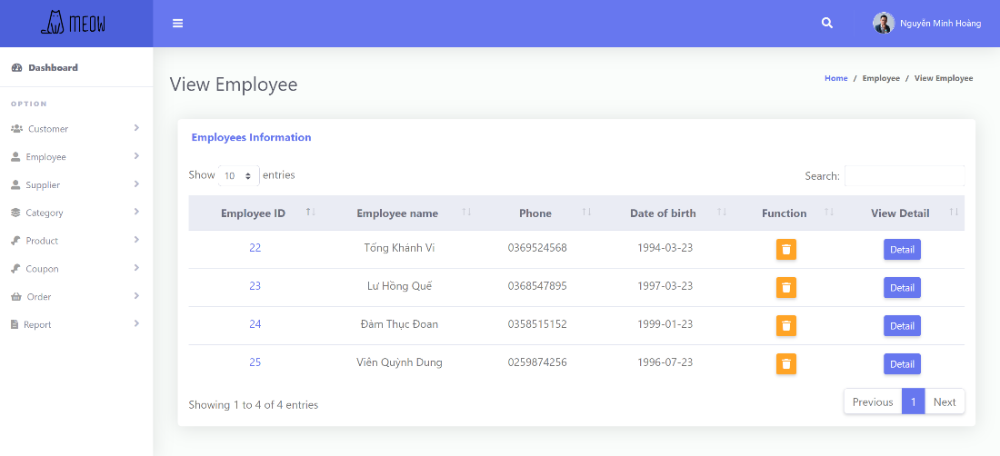 MEOW
Nguyễn Minh Hoàng
Dashboard
OPTION
Customer
Employee
Supplier
Category
Product
Coupon
Order
Report
View Employee
Home / Employee / View Employee
Employees Information
Show 10 entries
Search:
Employee ID Employee name Phone Date of birth Function View Detail
22 Tống Khánh Vi 0369524568 1994-03-23 Detail
23 Lư Hồng Quế 0368547895 1997-03-23 Detail
24 Đàm Thục Đoan 0358515152 1999-01-23 Detail
25 Viên Quỳnh Dung 0259874256 1996-07-23 Detail
Showing 1 to 4 of 4 entries
Previous 1 Next